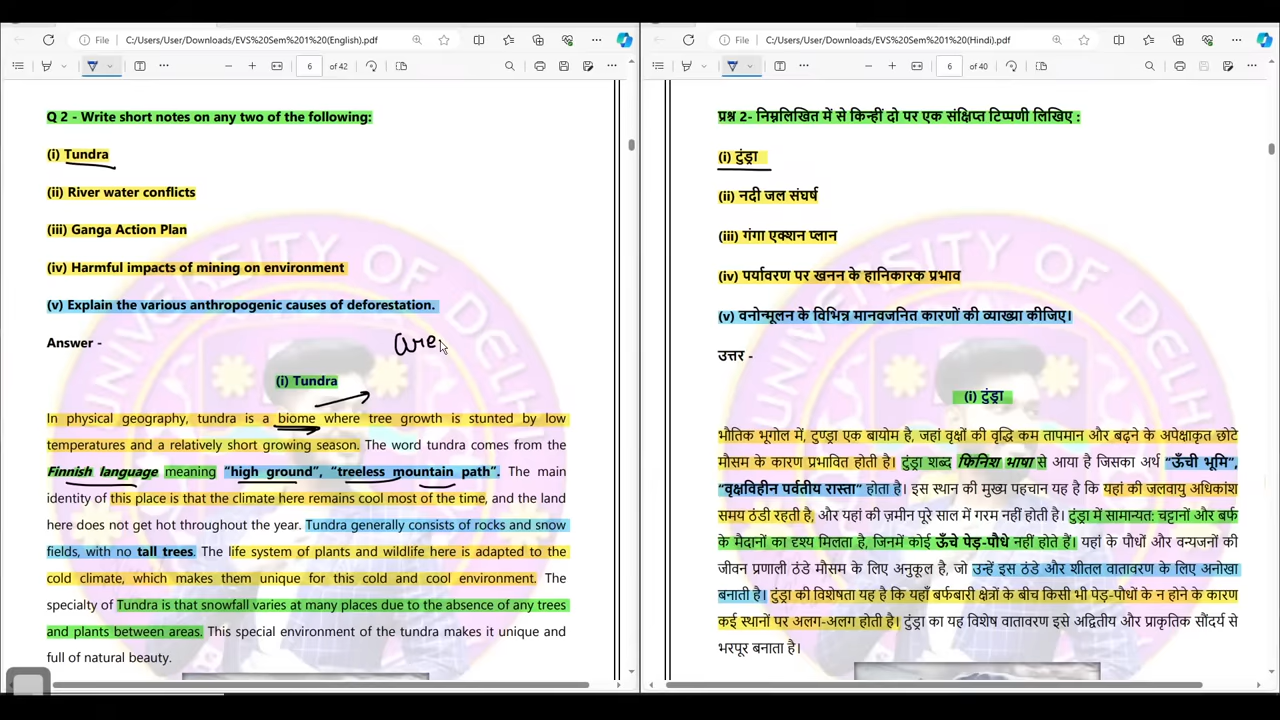 File
C:/Users/User/Downloads/EVS%20Sem%201%20(English).pdf
6 of 42
Q 2 - Write short notes on any two of the following:
(i) Tundra
(ii) River water conflicts
(iii) Ganga Action Plan
(iv) Harmful impacts of mining on environment
(v) Explain the various anthropogenic causes of deforestation.
Answer -
are
(i) Tundra
In physical geography, tundra is a biome where tree growth is stunted by low
temperatures and a relatively short growing season. The word tundra comes from the
Finnish language meaning “high ground”, “treeless mountain path”. The main
identity of this place is that the climate here remains cool most of the time, and the land
here does not get hot throughout the year. Tundra generally consists of rocks and snow
fields, with no tall trees. The life system of plants and wildlife here is adapted to the
cold climate, which makes them unique for this cold and cool environment. The
specialty of Tundra is that snowfall varies at many places due to the absence of any trees
and plants between areas. This special environment of the tundra makes it unique and
full of natural beauty.
UNIVERSITY OF DELH
File
C:/Users/User/Downloads/EVS%20Sem%201%20(Hindi).pdf
6 of 40
प्रश्न 2- निम्नलिखित में से किन्हीं दो पर एक संक्षिप्त टिप्पणी लिखिए :
(i) टुंड्रा
(ii) नदी जल संघर्ष
(iii) गंगा एक्शन प्लान
(iv) पर्यावरण पर खनन के हानिकारक प्रभाव
(v) वनोन्मूलन के विभिन्न मानवजनित कारणों की व्याख्या कीजिए।
उत्तर -
(i) टुंड्रा
भौतिक भूगोल में, टुण्ड्रा एक बायोम है, जहां वृक्षों की वृद्धि कम तापमान और बढ़ने के अपेक्षाकृत छोटे
मौसम के कारण प्रभावित होती है। टुंड्रा शब्द फिनिश भाषा से आया है जिसका अर्थ “ऊँची भूमि”,
“वृक्षविहीन पर्वतीय रास्ता“ होता है। इस स्थान की मुख्य पहचान यह है कि यहां की जलवायु अधिकांश
समय ठंडी रहती है, और यहां की ज़मीन पूरे साल में गरम नहीं होती है। टुंड्रा में सामान्यत: चट्टानों और बर्फ
के मैदानों का दृश्य मिलता है, जिनमें कोई ऊँचे पेड़-पौधे नहीं होते हैं। यहां के पौधों और वन्यजनों की
जीवन प्रणाली ठंडे मौसम के लिए अनुकूल है, जो उन्हें इस ठंडे और शीतल वातावरण के लिए अनोखा
बनाती है। टुंड्रा की विशेषता यह है कि यहाँ बर्फबारी क्षेत्रों के बीच किसी भी पेड़-पौधों के न होने के कारण
कई स्थानों पर अलग-अलग होती है। टुंड्रा का यह विशेष वातावरण इसे अद्वितीय और प्राकृतिक सौंदर्य से
भरपूर बनाता है।
UNIVERSITY OF DELH